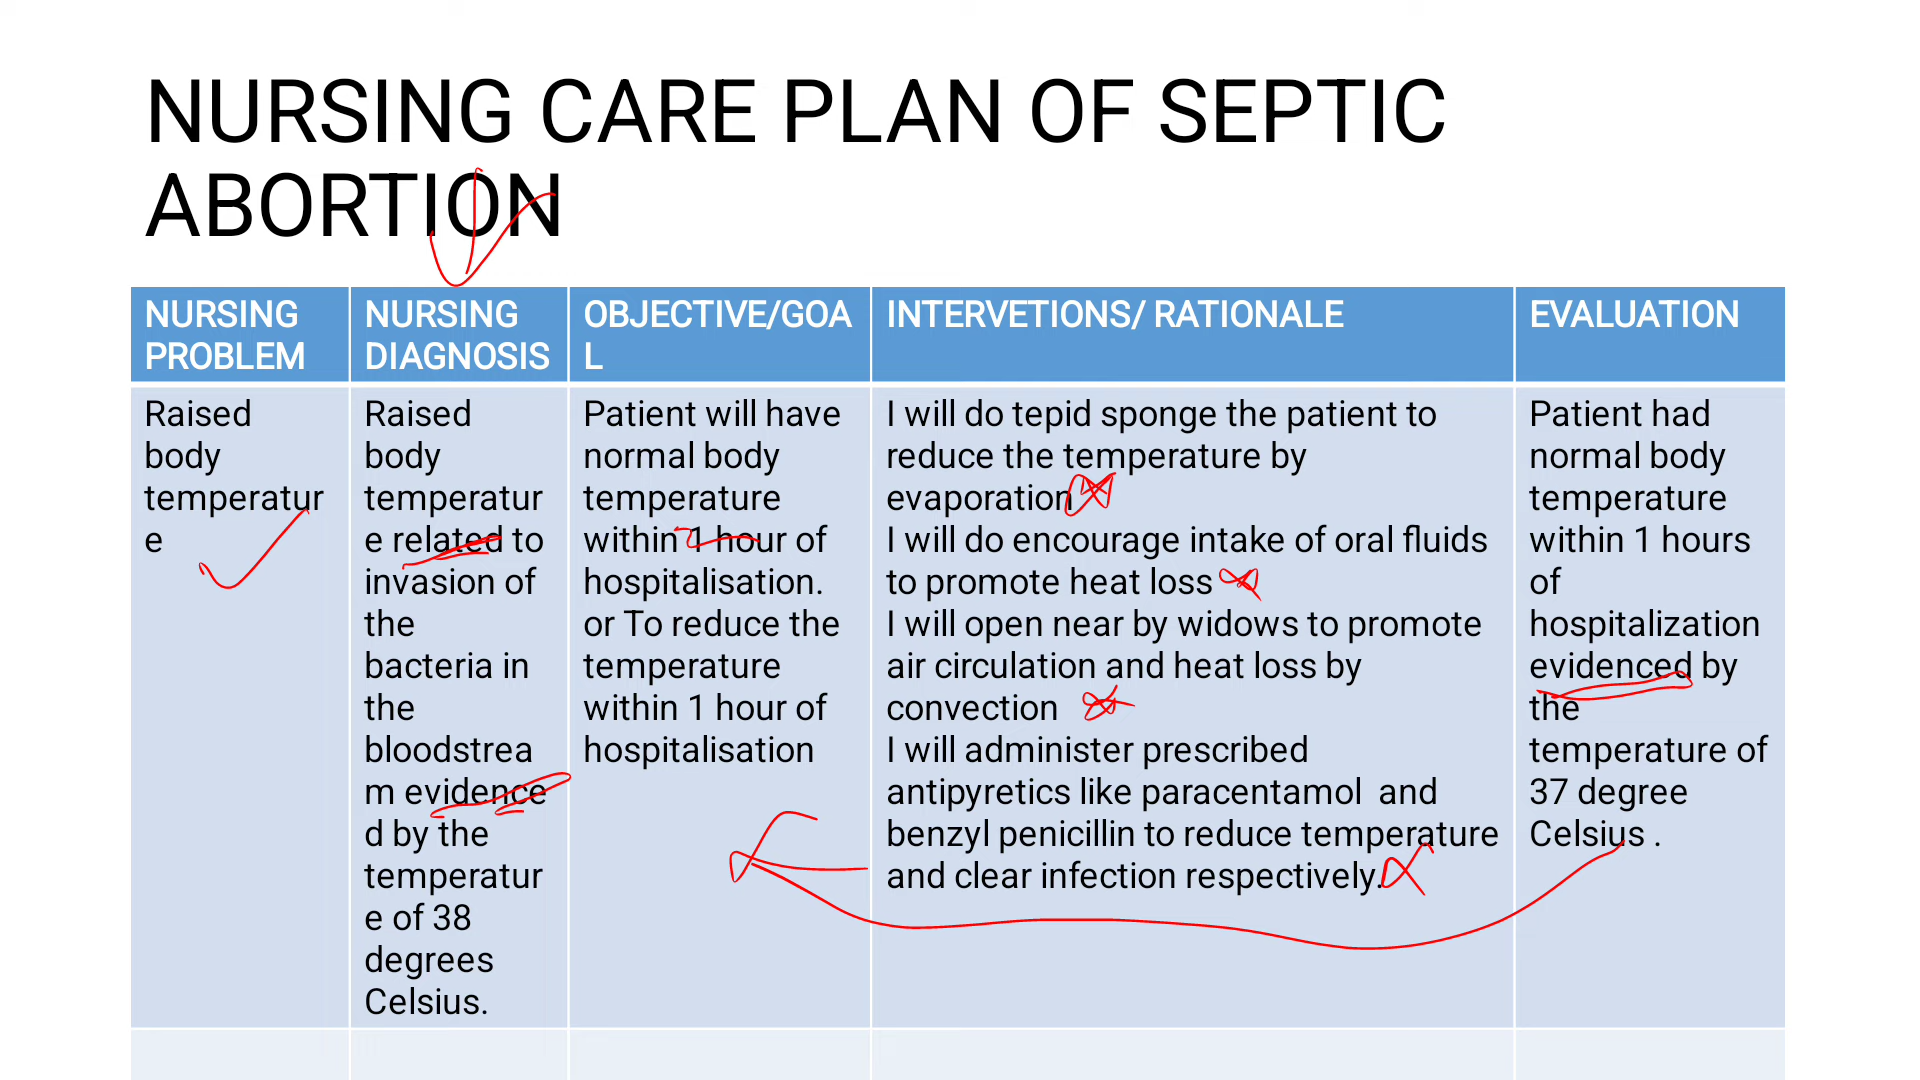 NURSING CARE PLAN OF SEPTIC
ABORTION
NURSING
PROBLEM
NURSING
DIAGNOSIS
OBJECTIVE/GOA
L
INTERVETIONS/ RATIONALE
EVALUATION
Raised
body
temperatur
e
Raised
body
temperatur
e related to
invasion of
the
bacteria in
the
bloodstrea
m evidence
d by the
temperatur
e of 38
degrees
Celsius.
Patient will have
normal body
temperature
within 1 hour of
hospitalisation.
or To reduce the
temperature
within 1 hour of
hospitalisation
I will do tepid sponge the patient to
reduce the temperature by
evaporation
I will do encourage intake of oral fluids
to promote heat loss
I will open near by widows to promote
air circulation and heat loss by
convection
I will administer prescribed
antipyretics like paracentamol  and
benzyl penicillin to reduce temperature
and clear infection respectively.
Patient had
normal body
temperature
within 1 hours
of
hospitalization
evidenced by
the
temperature of
37 degree
Celsius .